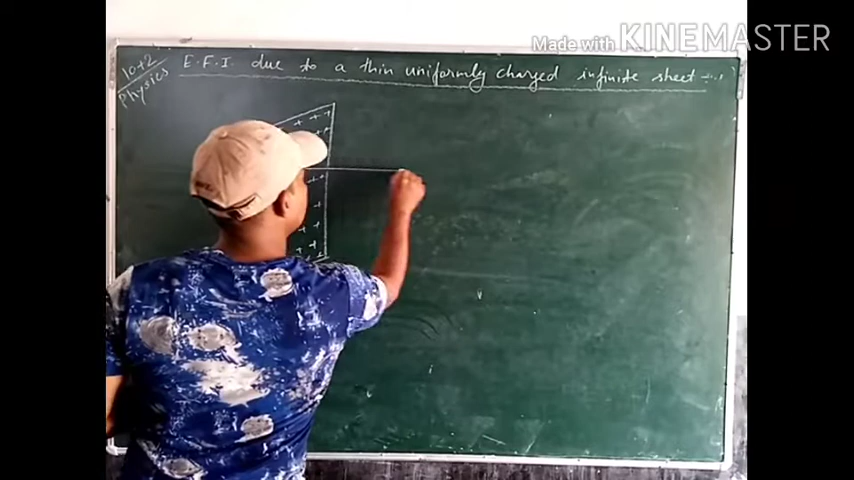 Made with KINEMASTER
10+2
Physics
E.F.I. due to a thin uniformly charged infinite sheet :-